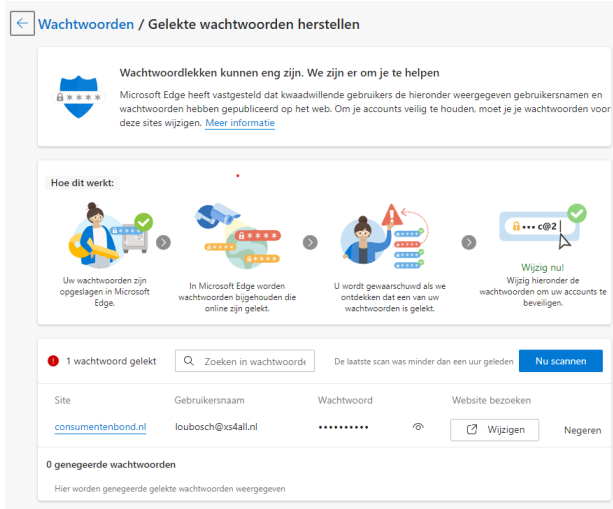 Wachtwoorden / Gelekte wachtwoorden herstellen
Wachtwoordlekken kunnen eng zijn. We zijn er om je te helpen
Microsoft Edge heeft vastgesteld dat kwaadwillende gebruikers de hieronder weergegeven gebruikersnamen en
wachtwoorden hebben gepubliceerd op het web. Om je accounts veilig te houden, moet je je wachtwoorden voor
deze sites wijzigen. Meer informatie
Hoe dit werkt:
Uw wachtwoorden zijn
opgeslagen in Microsoft
Edge.
In Microsoft Edge worden
wachtwoorden bijgehouden die
online zijn gelekt.
U wordt gewaarschuwd als we
ontdekken dat een van uw
wachtwoorden is gelekt.
••• c@2
Wijzig nu!
Wijzig hieronder de
wachtwoorden om uw accounts te
beveiligen.
1 wachtwoord gelekt
Zoeken in wachtwoorde
De laatste scan was minder dan een uur geleden
Nu scannen
Site Gebruikersnaam Wachtwoord Website bezoeken
consumentenbond.nl loubosch@xs4all.nl •••••••••• Wijzigen Negeren
0 genegeerde wachtwoorden
Hier worden genegeerde gelekte wachtwoorden weergegeven